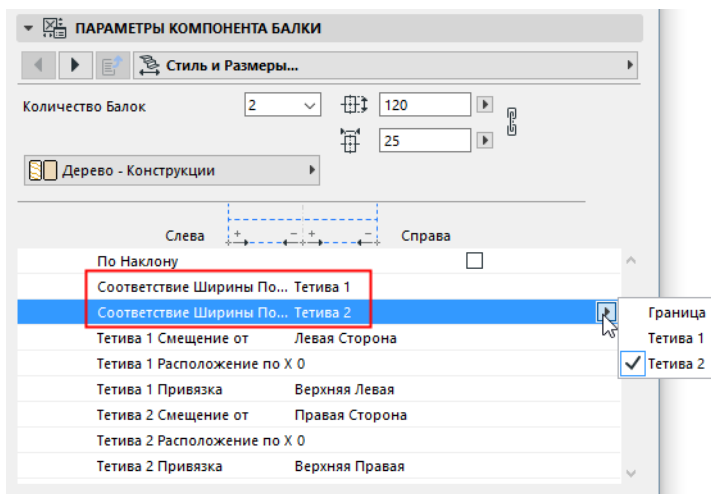 ПАРАМЕТРЫ КОМПОНЕНТА БАЛКИ
Стиль и Размеры...
Количество Балок 2 120
25
Дерево - Конструкции
Слева Справа
По Наклону
Соответствие Ширины По... Тетива 1
Соответствие Ширины По... Тетива 2
Граница
Тетива 1 Смещение от Левая Сторона
Тетива 1
Тетива 1 Расположение по X 0
Тетива 2
Тетива 1 Привязка Верхняя Левая
Тетива 2 Смещение от Правая Сторона
Тетива 2 Расположение по X 0
Тетива 2 Привязка Верхняя Правая